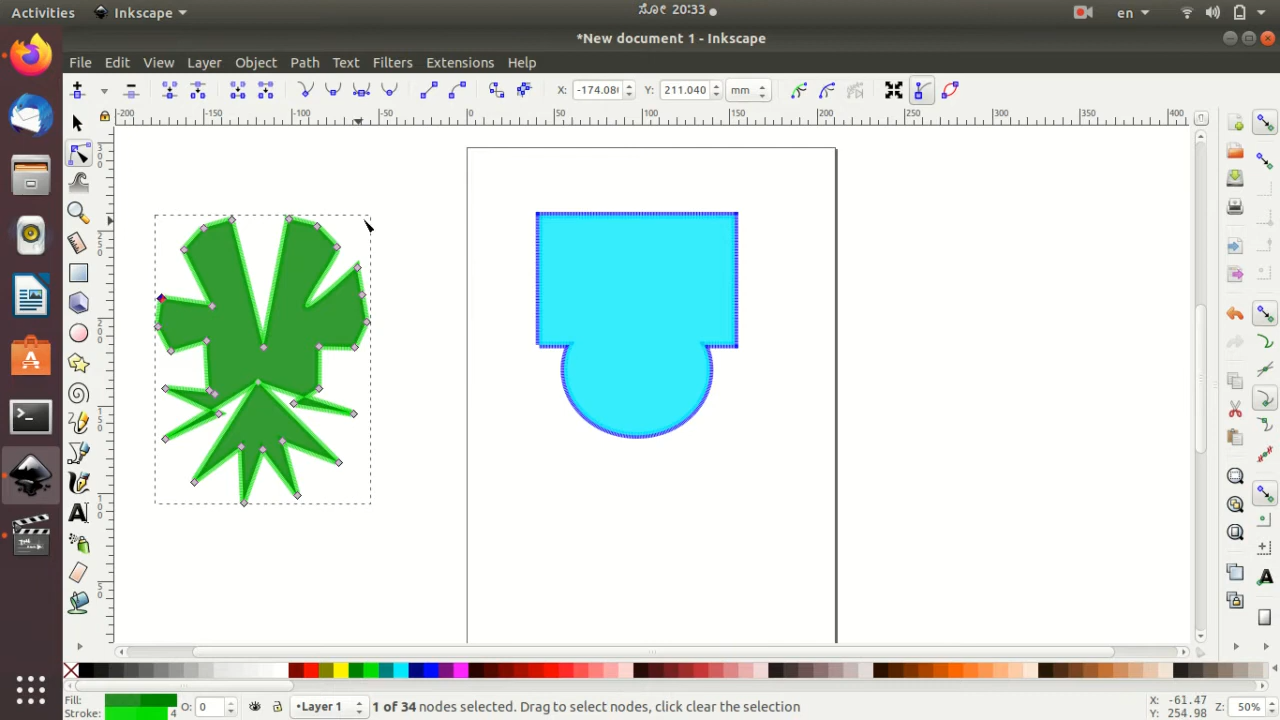 Activities Inkscape 20:33 en
*New document 1 - Inkscape
File Edit View Layer Object Path Text Filters Extensions Help
X: -174.08 Y: 211.040 mm
-200 -150 -100 -50 0 50 100 150 200 250 300 350 400
Fill:
Stroke: 4
O: 0
•Layer 1
1 of 34 nodes selected. Drag to select nodes, click clear the selection
X: -61.47
Y: 254.98
Z: 50%